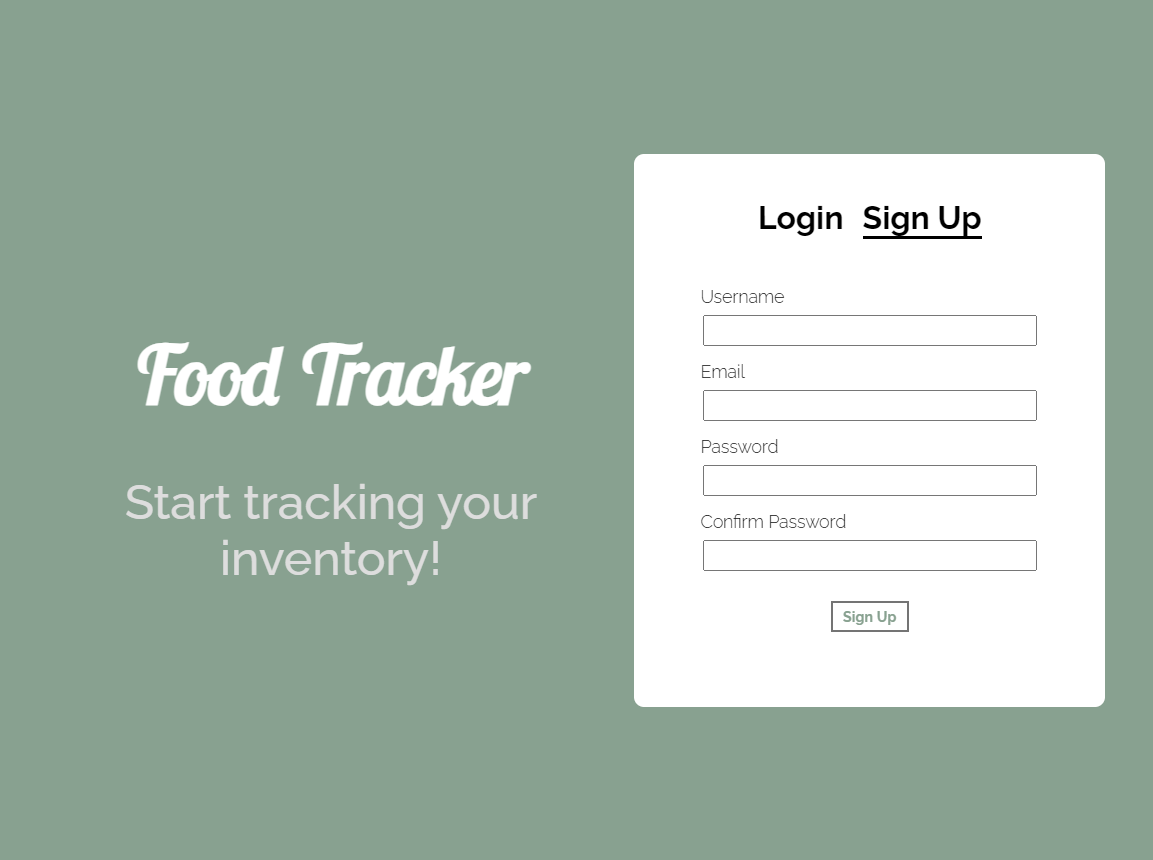 Food Tracker
Start tracking your
inventory!
Login Sign Up
Username
Email
Password
Confirm Password
Sign Up